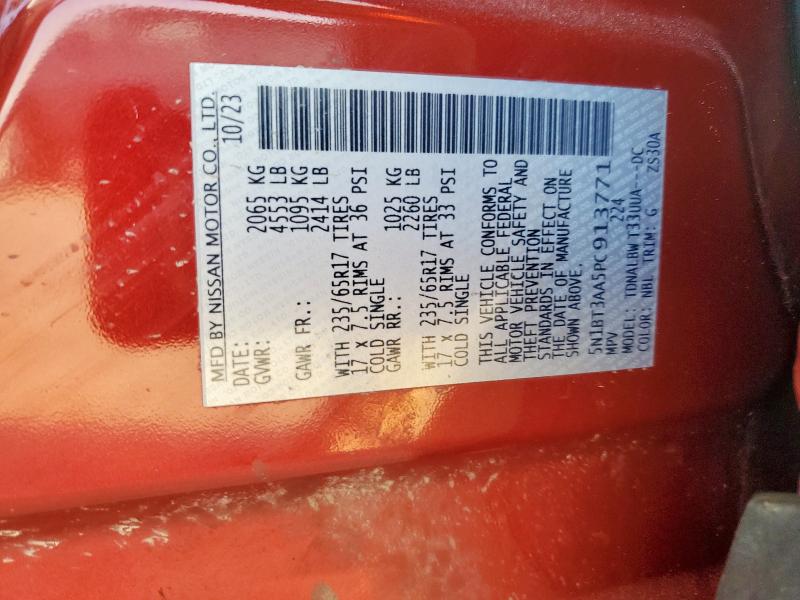 MFD BY NISSAN MOTOR CO., LTD.
DATE: 10/23
GVWR: 2065 KG
4553 LB
GAWR FR.: 1095 KG
2414 LB
WITH 235/65R17 TIRES
17 X 7.5 RIMS AT 36 PSI
COLD SINGLE
GAWR RR.: 1025 KG
2260 LB
WITH 235/65R17 TIRES
17 X 7.5 RIMS AT 33 PSI
COLD SINGLE
THIS VEHICLE CONFORMS TO
ALL APPLICABLE FEDERAL
MOTOR VEHICLE SAFETY AND
THEFT PREVENTION
STANDARDS IN EFFECT ON
THE DATE OF MANUFACTURE
SHOWN ABOVE.
5N1BT3AA5PC913771
MPV 224
MODEL: TDNALBWT33UUA--DC
COLOR: NBL TRIM: G ZS30A